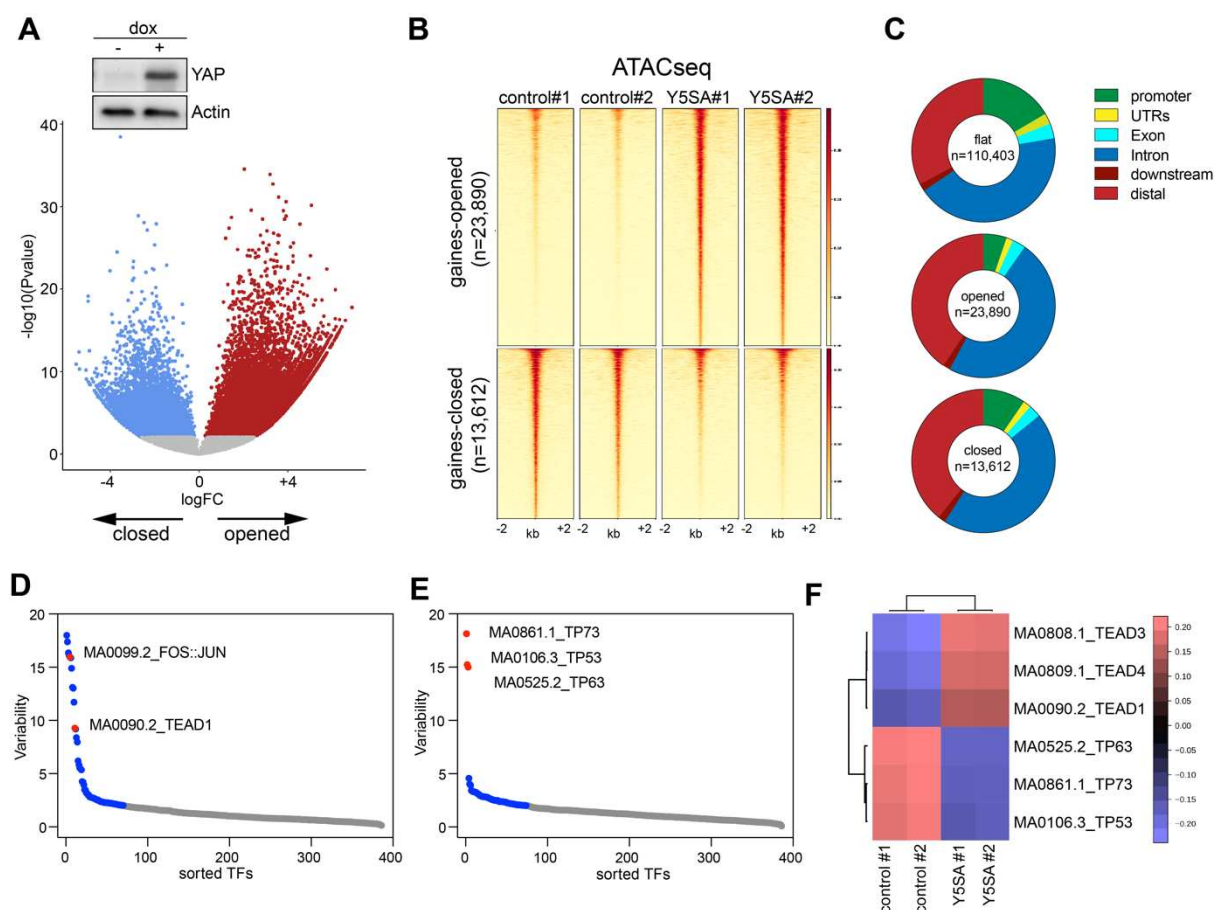 A
dox
- +
YAP
Actin
40
30
20
10
0
-log10(Pvalue)
-4 0 +4
logFC
closed opened
B
ATACseq
control#1 control#2 Y5SA#1 Y5SA#2
gaines-opened
(n=23,890)
gaines-closed
(n=13,612)
-2 +2 -2 +2 -2 +2 -2 +2
kb kb kb kb
C
flat
n=110,403
opened
n=23,890
closed
n=13,612
promoter
UTRs
Exon
Intron
downstream
distal
D
20
15
10
5
0
Variability
MA0099.2_FOS::JUN
MA0090.2_TEAD1
0 100 200 300 400
sorted TFs
E
20
15
10
5
0
Variability
MA0861.1_TP73
MA0106.3_TP53
MA0525.2_TP63
0 100 200 300 400
sorted TFs
F
MA0808.1_TEAD3
MA0809.1_TEAD4
MA0090.2_TEAD1
MA0525.2_TP63
MA0861.1_TP73
MA0106.3_TP53
control #1
control #2
Y5SA #1
Y5SA #2
0.20
0.15
0.10
0.05
0.00
−0.05
−0.10
−0.15
−0.20